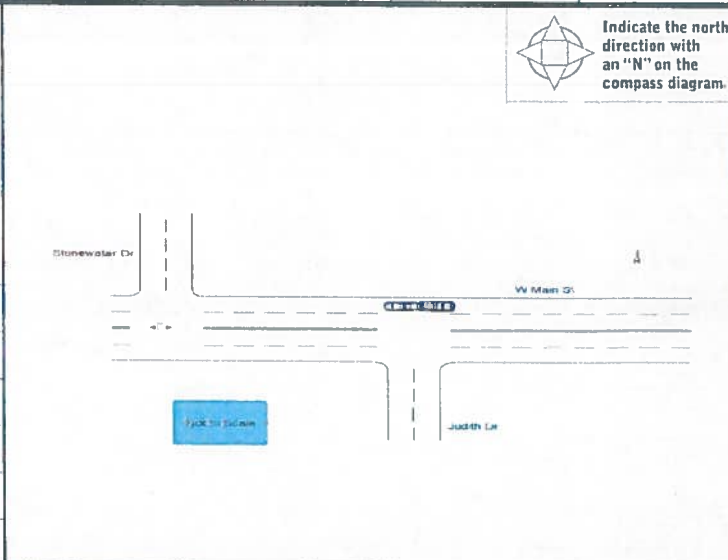 Indicate the north
direction with
an "N" on the
compass diagram.
Stonewater Dr
W Main St
Not to Scale
Judith Ln